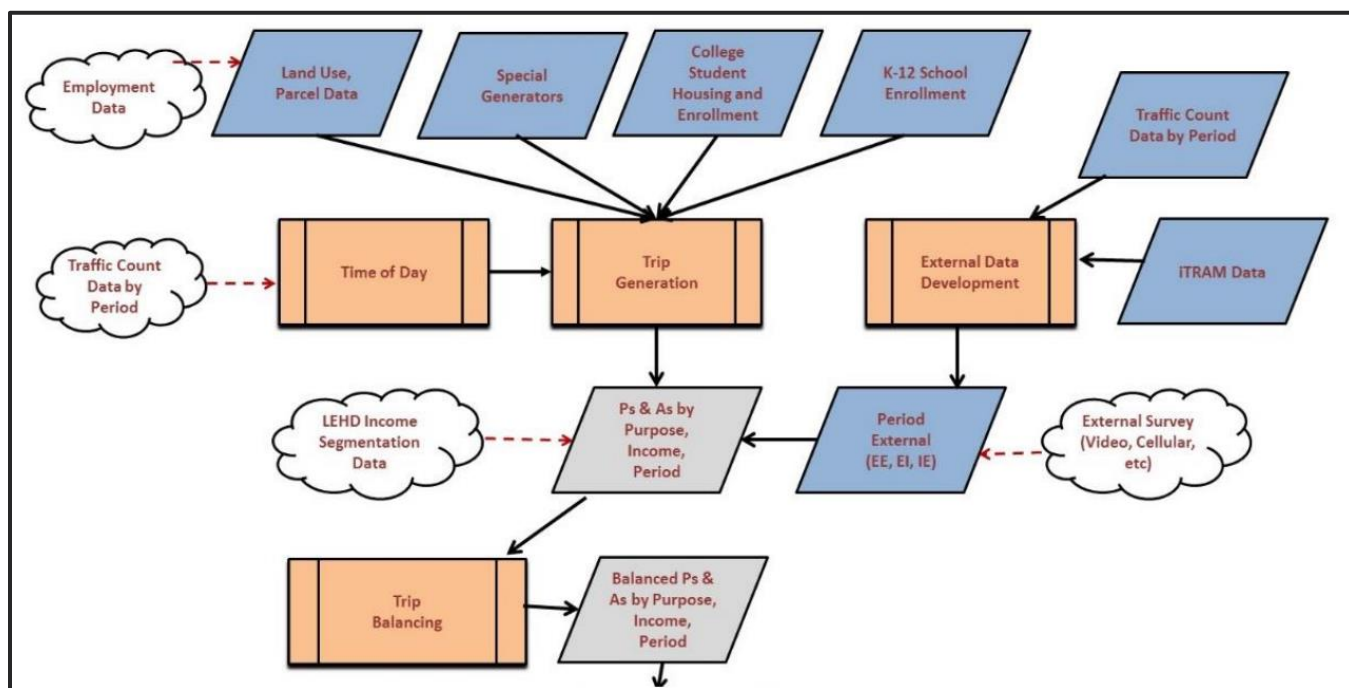 Employment
Data
Land Use,
Parcel Data
Special
Generators
College
Student
Housing and
Enrollment
K-12 School
Enrollment
Traffic Count
Data by Period
Traffic Count
Data by
Period
Time of Day
Trip
Generation
External Data
Development
iTRAM Data
LEHD Income
Segmentation
Data
Ps & As by
Purpose,
Income,
Period
Period
External
(EE, EI, IE)
External Survey
(Video, Cellular,
etc)
Trip
Balancing
Balanced Ps &
As by Purpose,
Income,
Period